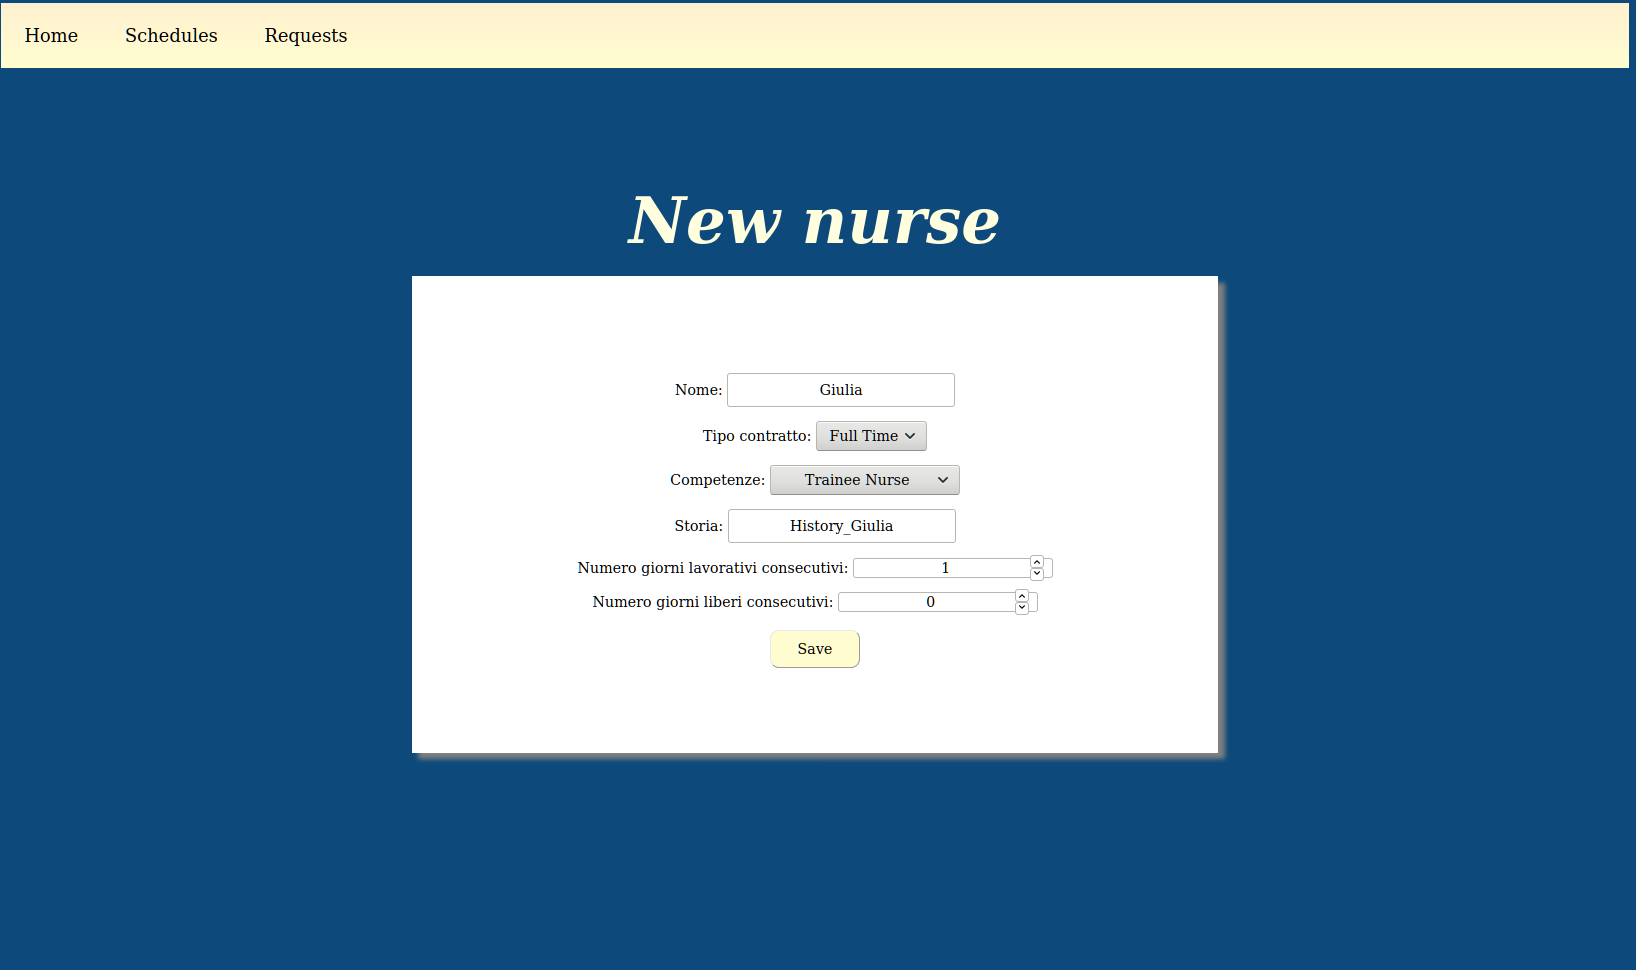 Home Schedules Requests
New nurse
Nome: Giulia
Tipo contratto: Full Time
Competenze: Trainee Nurse
Storia: History_Giulia
Numero giorni lavorativi consecutivi: 1
Numero giorni liberi consecutivi: 0
Save